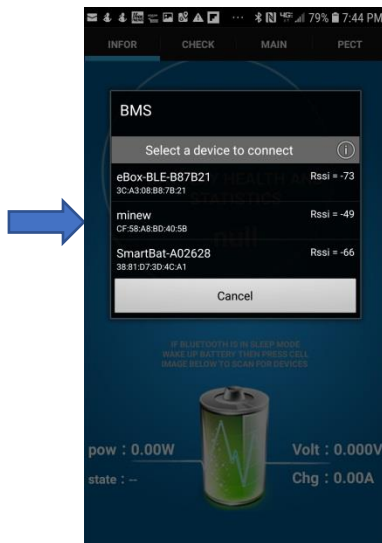 79% 7:44 PM
INFOR CHECK MAIN PECT
BMS
Select a device to connect
eBox-BLE-B87B21 Rssi = -73
3C:A3:08:B8:7B:21
minew Rssi = -49
CF:58:A8:BD:40:5B
SmartBat-A02628 Rssi = -66
38:81:D7:3D:4C:A1
null
Cancel
IF BLUETOOTH IS IN SLEEP MODE
WAKE UP BATTERY THEN PRESS CELL
IMAGE BELOW TO SCAN FOR DEVICES
pow : 0.00W Volt : 0.000V
state : -- Chg : 0.00A